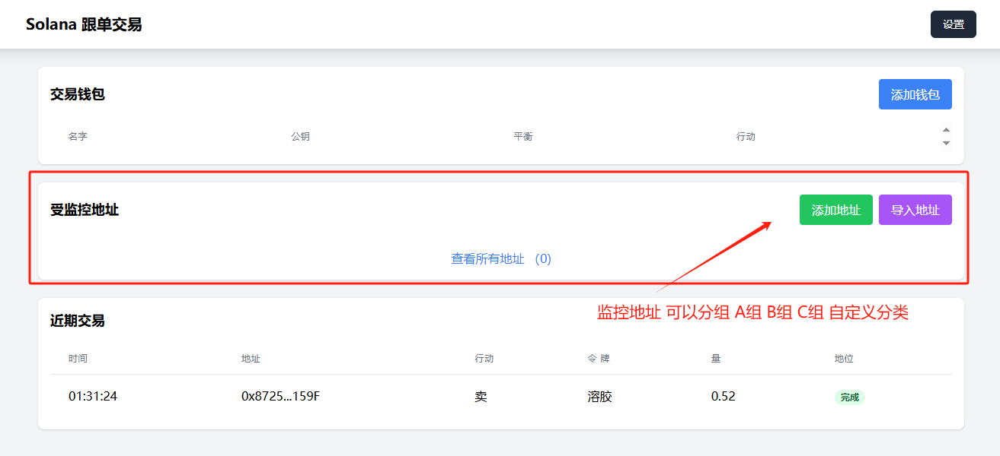 Solana 跟单交易 设置
交易钱包 添加钱包
名字 公钥 平衡 行动
受监控地址 添加地址 导入地址
查看所有地址 (0)
监控地址 可以分组 A组 B组 C组 自定义分类
近期交易
时间 地址 行动 令 牌 量 地位
01:31:24 0x8725...159F 卖 溶胶 0.52 完成